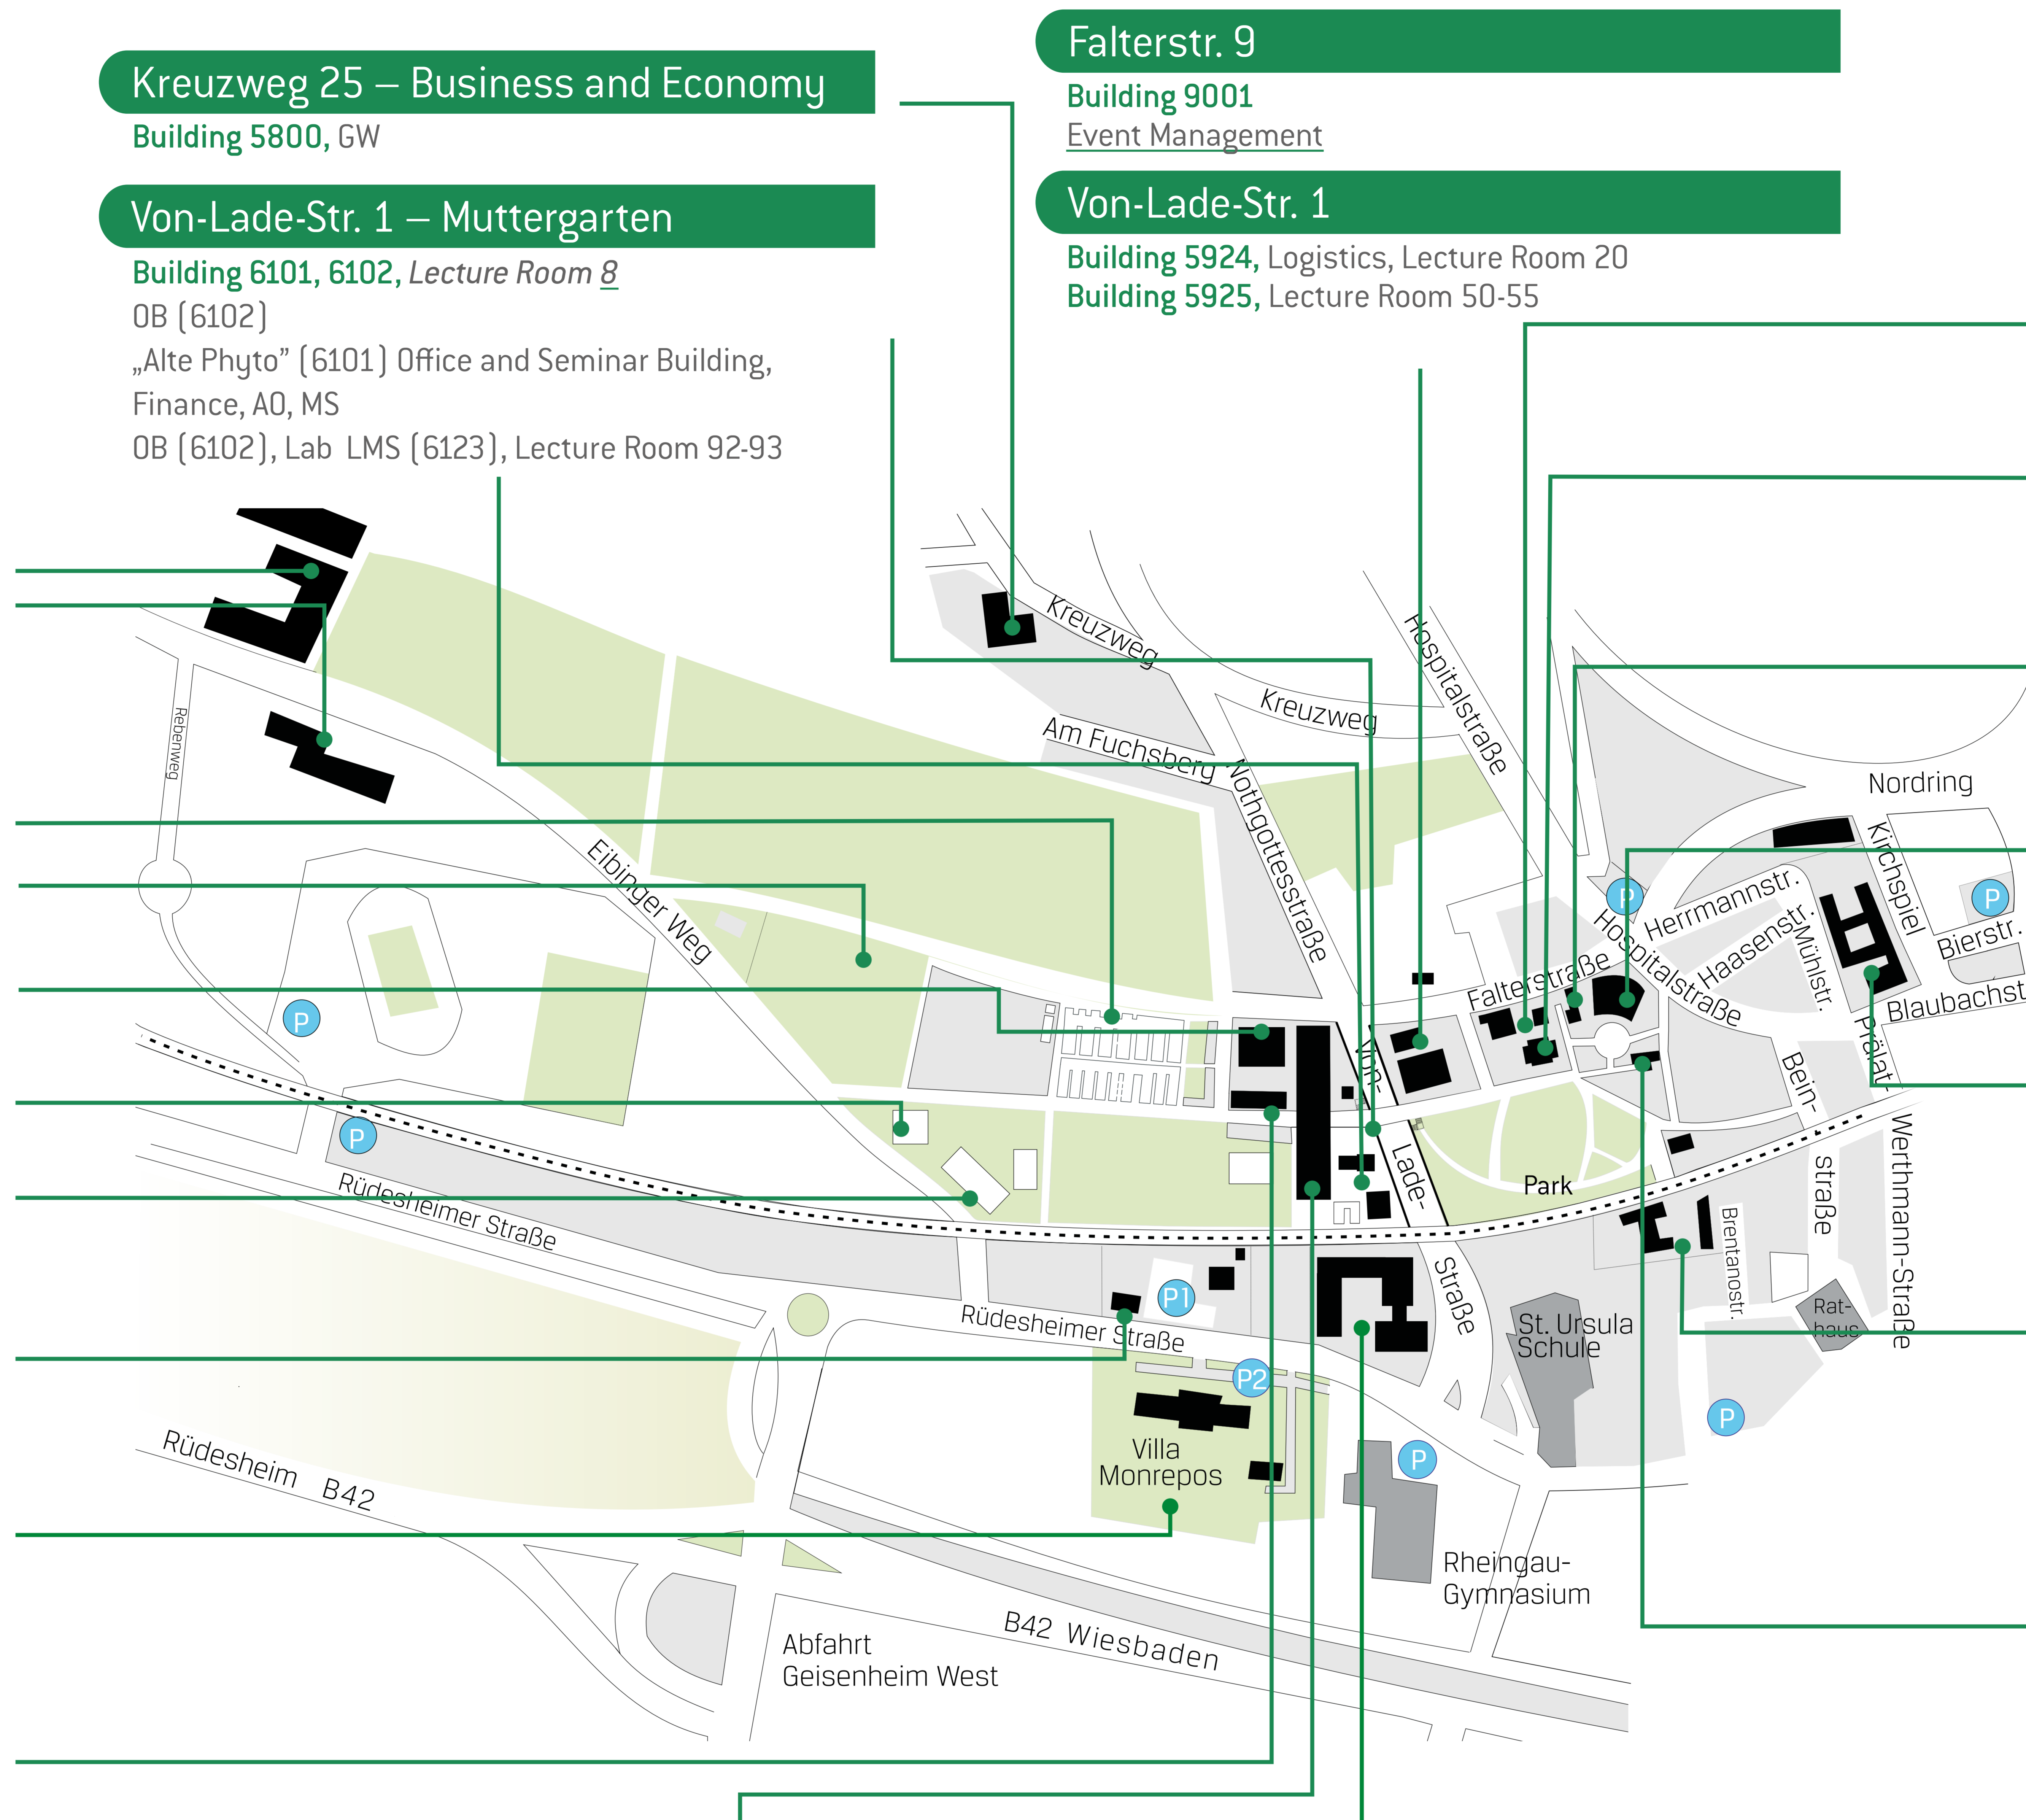 Kreuzweg 25 – Business and Economy
Building 5800, GW
Von-Lade-Str. 1 – Muttergarten
Building 6101, 6102, Lecture Room 8
OB (6102)
„Alte Phyto” (6101) Office and Seminar Building,
Finance, AO, MS
OB (6102), Lab LMS (6123), Lecture Room 92-93
Falterstr. 9
Building 9001
Event Management
Von-Lade-Str. 1
Building 5924, Logistics, Lecture Room 20
Building 5925, Lecture Room 50-55
Kreuzweg
Kreuzweg
Hospitalstraße
Am Fuchsberg
Nothgottesstraße
Rebenweg
Eibinger Weg
Nordring
Kirchspiel
P
P
Herrmannstr.
Haasenstr.
Hospitalstraße
Mühlstr.
Bierstr.
Blaubachst
Falterstraße
Prälat-
Werthmann-Straße
Bein-
straße
P
P
Von-
Lade-
Straße
Park
Brentanostr.
Rüdesheimer Straße
Rüdesheimer Straße
P1
P2
St. Ursula
Schule
Rat-
haus
P
P
Villa
Monrepos
Rüdesheim B42
Rheingau-
Gymnasium
B42 Wiesbaden
Abfahrt
Geisenheim West